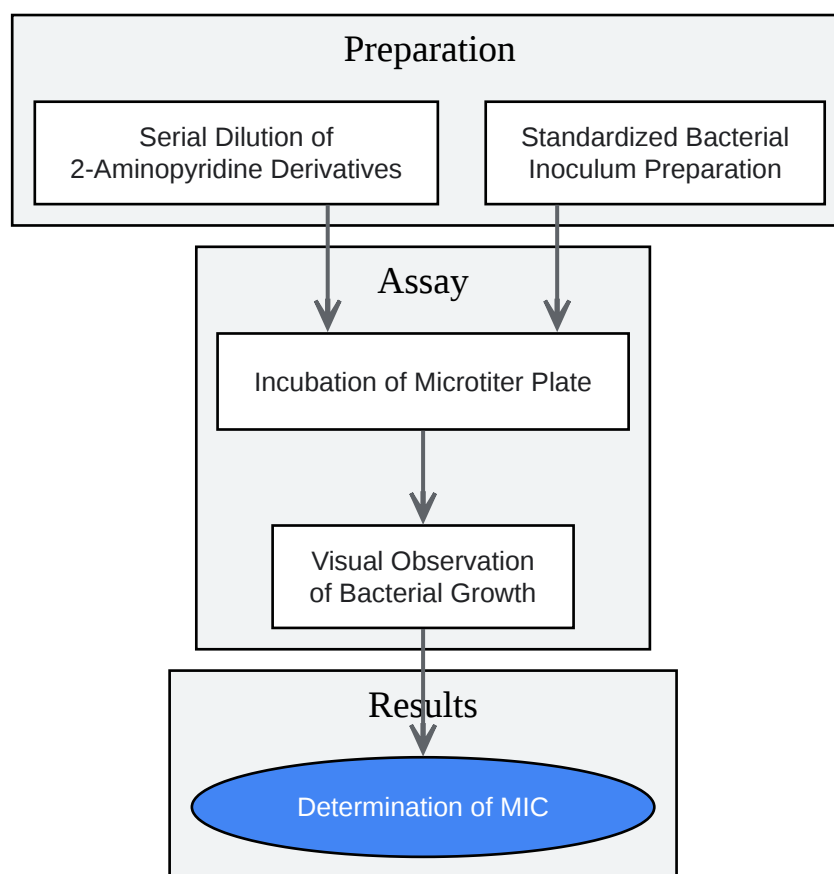 Preparation
Serial Dilution of
2-Aminopyridine Derivatives
Standardized Bacterial
Inoculum Preparation
Assay
Incubation of Microtiter Plate
Visual Observation
of Bacterial Growth
Results
Determination of MIC